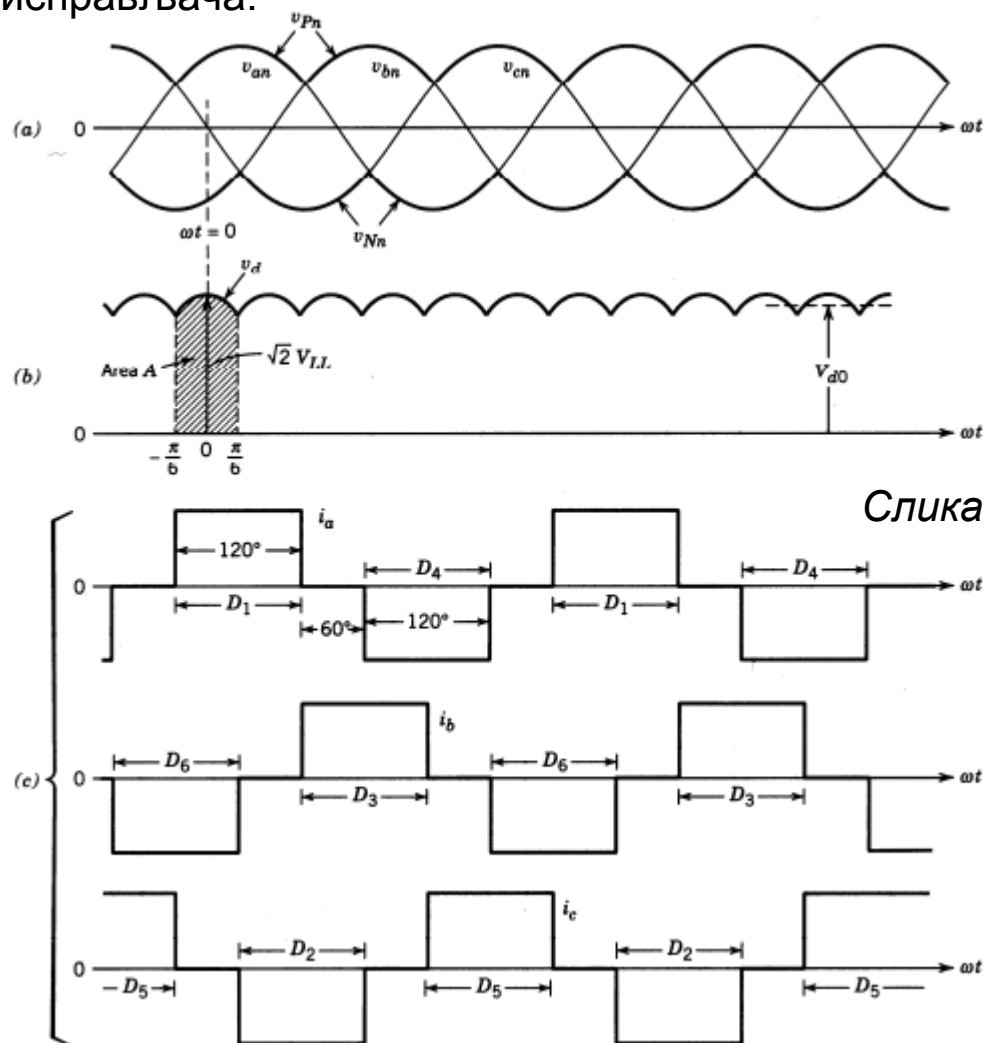 исправљача.
v_Pn
v_an v_bn v_cn
(a) 0 ωt
ωt = 0 v_Nn
v_d
Area A √2 V_LL V_d0
(b)
0 ωt
-π/6 0 π/6
Слика
i_a
120° D_4 D_4
0 ωt
D_1 D_1
60° 120°
i_b
D_6 D_6
(c) 0 ωt
D_3 D_3
i_c
D_2 D_2
0 ωt
- D_5 D_5 D_5